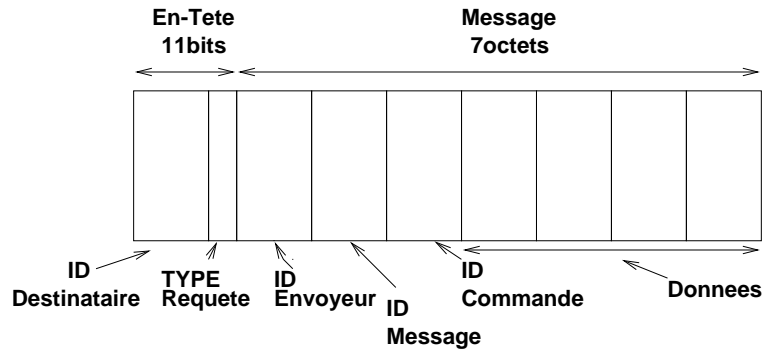 En-Tete
11bits
Message
7octets
ID
Destinataire
TYPE
Requete
ID
Envoyeur
ID
Message
ID
Commande
Donnees